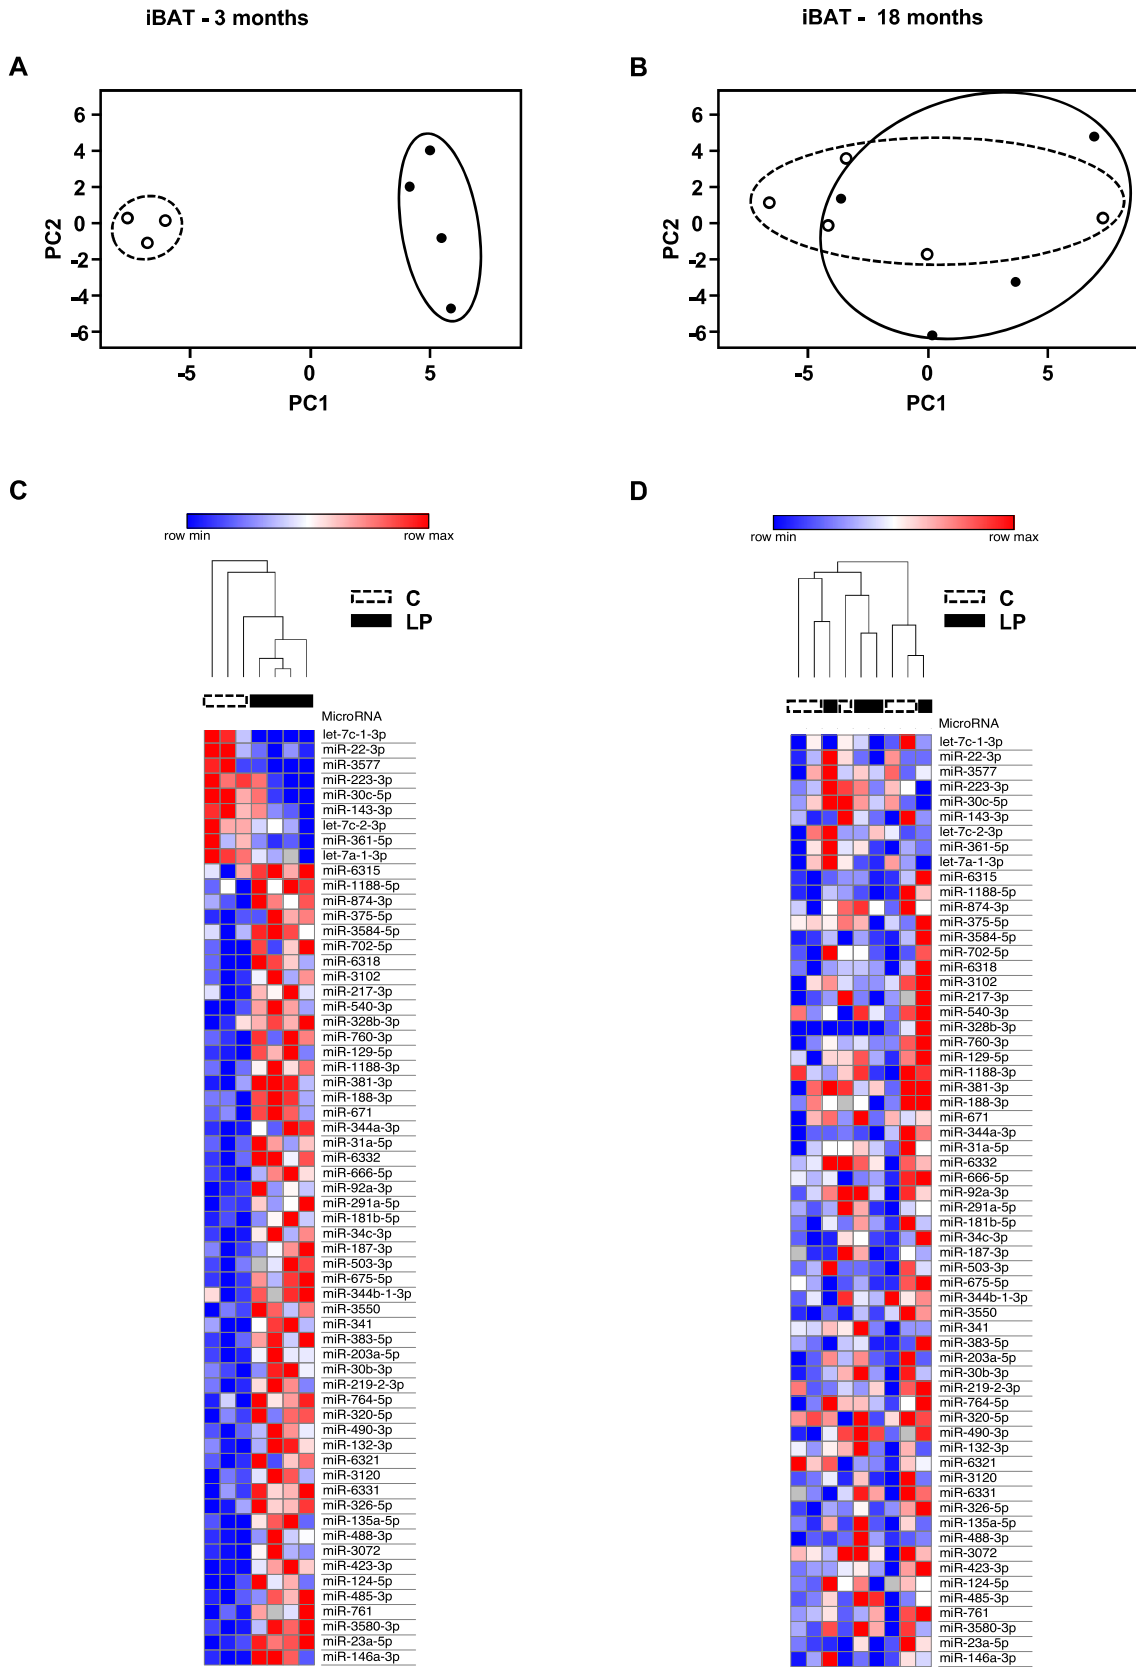 iBAT - 3 months
iBAT - 18 months
A
B
6
4
2
0
-2
-4
-6
PC2
-5
0
5
PC1
6
4
2
0
-2
-4
-6
PC2
-5
0
5
PC1
C
D
row min
row max
C
LP
MicroRNA
let-7c-1-3p
miR-22-3p
miR-3577
miR-223-3p
miR-30c-5p
miR-143-3p
let-7c-2-3p
miR-361-5p
let-7a-1-3p
miR-6315
miR-1188-5p
miR-874-3p
miR-375-5p
miR-3584-5p
miR-702-5p
miR-6318
miR-3102
miR-217-3p
miR-540-3p
miR-328b-3p
miR-760-3p
miR-129-5p
miR-1188-3p
miR-381-3p
miR-188-3p
miR-671
miR-344a-3p
miR-31a-5p
miR-6332
miR-666-5p
miR-92a-3p
miR-291a-5p
miR-181b-5p
miR-34c-3p
miR-187-3p
miR-503-3p
miR-675-5p
miR-344b-1-3p
miR-3550
miR-341
miR-383-5p
miR-203a-5p
miR-30b-3p
miR-219-2-3p
miR-764-5p
miR-320-5p
miR-490-3p
miR-132-3p
miR-6321
miR-3120
miR-6331
miR-326-5p
miR-135a-5p
miR-488-3p
miR-3072
miR-423-3p
miR-124-5p
miR-485-3p
miR-761
miR-3580-3p
miR-23a-5p
miR-146a-3p
row min
row max
C
LP
MicroRNA
let-7c-1-3p
miR-22-3p
miR-3577
miR-223-3p
miR-30c-5p
miR-143-3p
let-7c-2-3p
miR-361-5p
let-7a-1-3p
miR-6315
miR-1188-5p
miR-874-3p
miR-375-5p
miR-3584-5p
miR-702-5p
miR-6318
miR-3102
miR-217-3p
miR-540-3p
miR-328b-3p
miR-760-3p
miR-129-5p
miR-1188-3p
miR-381-3p
miR-188-3p
miR-671
miR-344a-3p
miR-31a-5p
miR-6332
miR-666-5p
miR-92a-3p
miR-291a-5p
miR-181b-5p
miR-34c-3p
miR-187-3p
miR-503-3p
miR-675-5p
miR-344b-1-3p
miR-3550
miR-341
miR-383-5p
miR-203a-5p
miR-30b-3p
miR-219-2-3p
miR-764-5p
miR-320-5p
miR-490-3p
miR-132-3p
miR-6321
miR-3120
miR-6331
miR-326-5p
miR-135a-5p
miR-488-3p
miR-3072
miR-423-3p
miR-124-5p
miR-485-3p
miR-761
miR-3580-3p
miR-23a-5p
miR-146a-3p